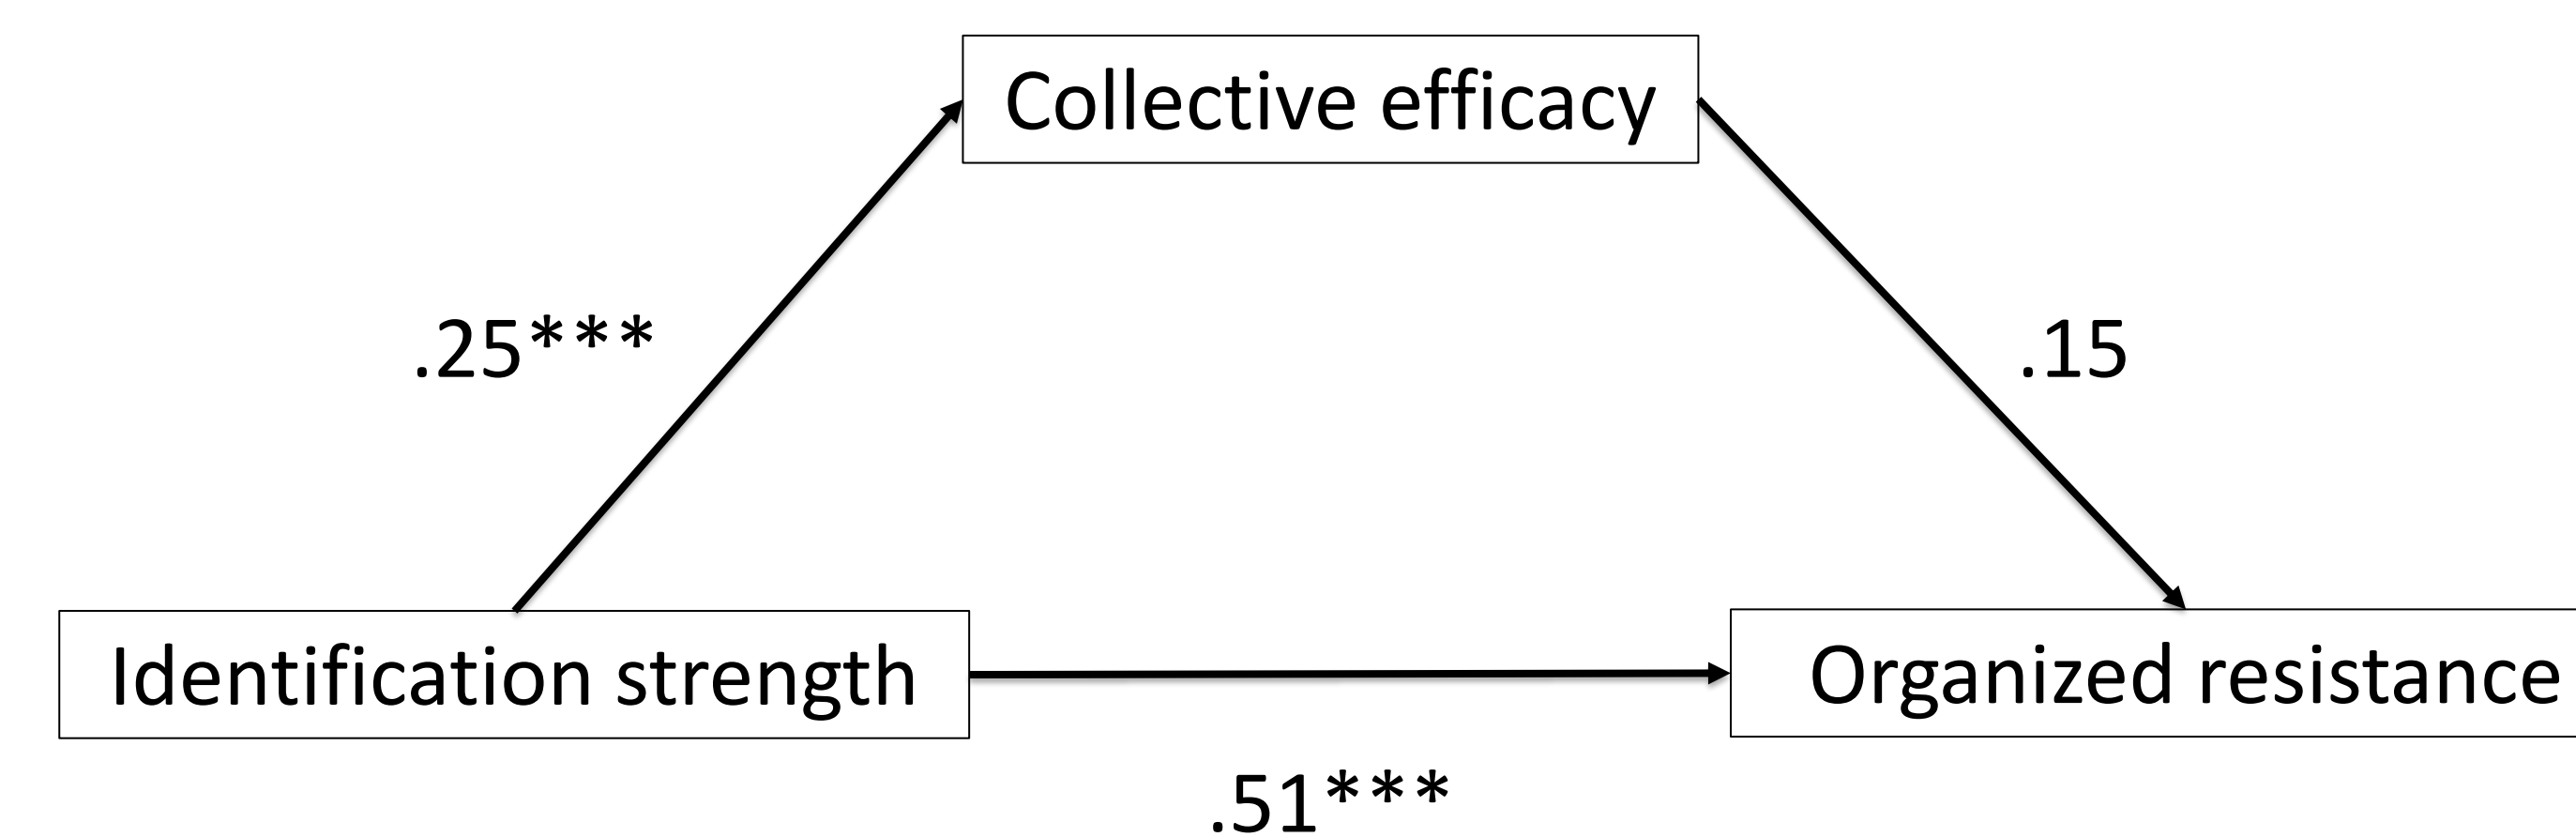 Collective efficacy
.25***
.15
Identification strength
Organized resistance
.51***